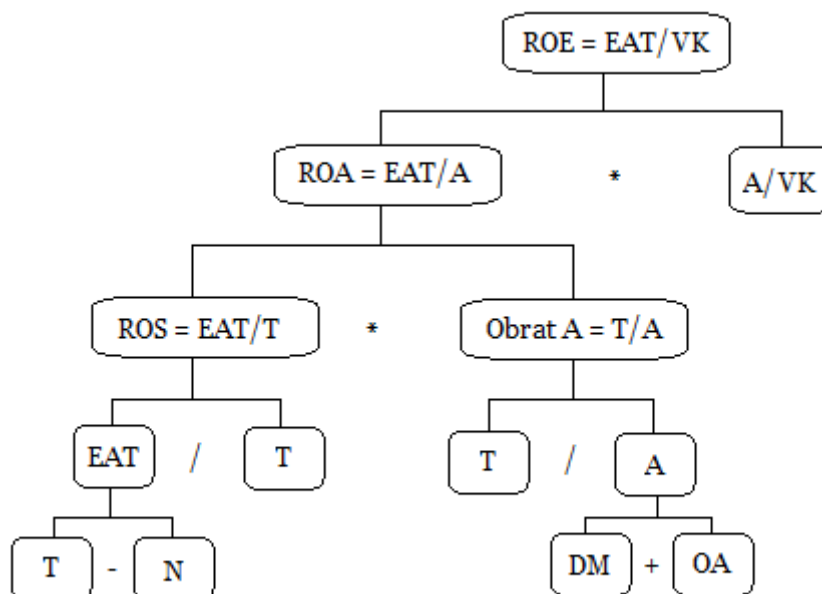 ROE = EAT/VK
ROA = EAT/A * A/VK
ROS = EAT/T * Obrat A = T/A
EAT / T T / A
T - N DM + OA